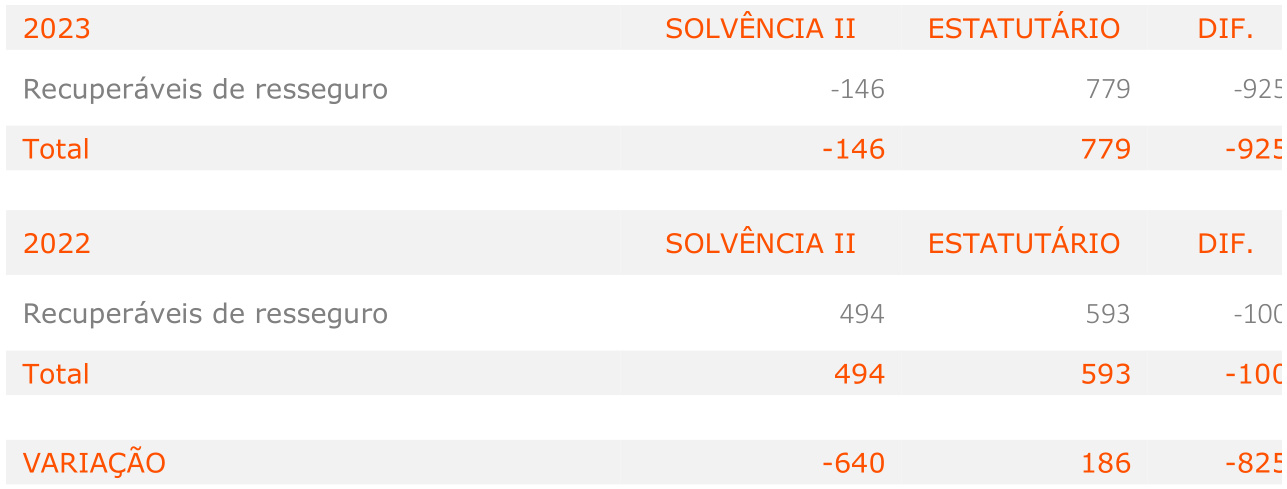 2023 SOLVÊNCIA II ESTATUTÁRIO DIF.
Recuperáveis de resseguro -146 779 -925
Total -146 779 -925
2022 SOLVÊNCIA II ESTATUTÁRIO DIF.
Recuperáveis de resseguro 494 593 -100
Total 494 593 -100
VARIAÇÃO -640 186 -825